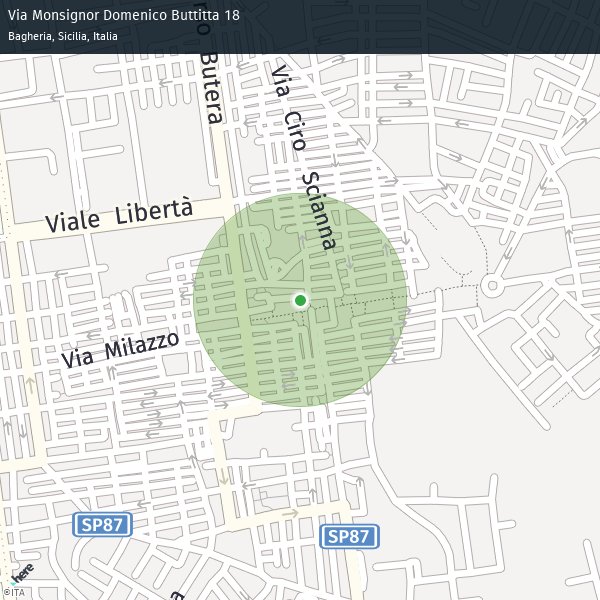 Via Monsignor Domenico Buttitta 18
Bagheria, Sicilia, Italia
ro Butera
Via Ciro Scianna
Viale Libertà
Via Milazzo
SP87
SP87
here
©ITA